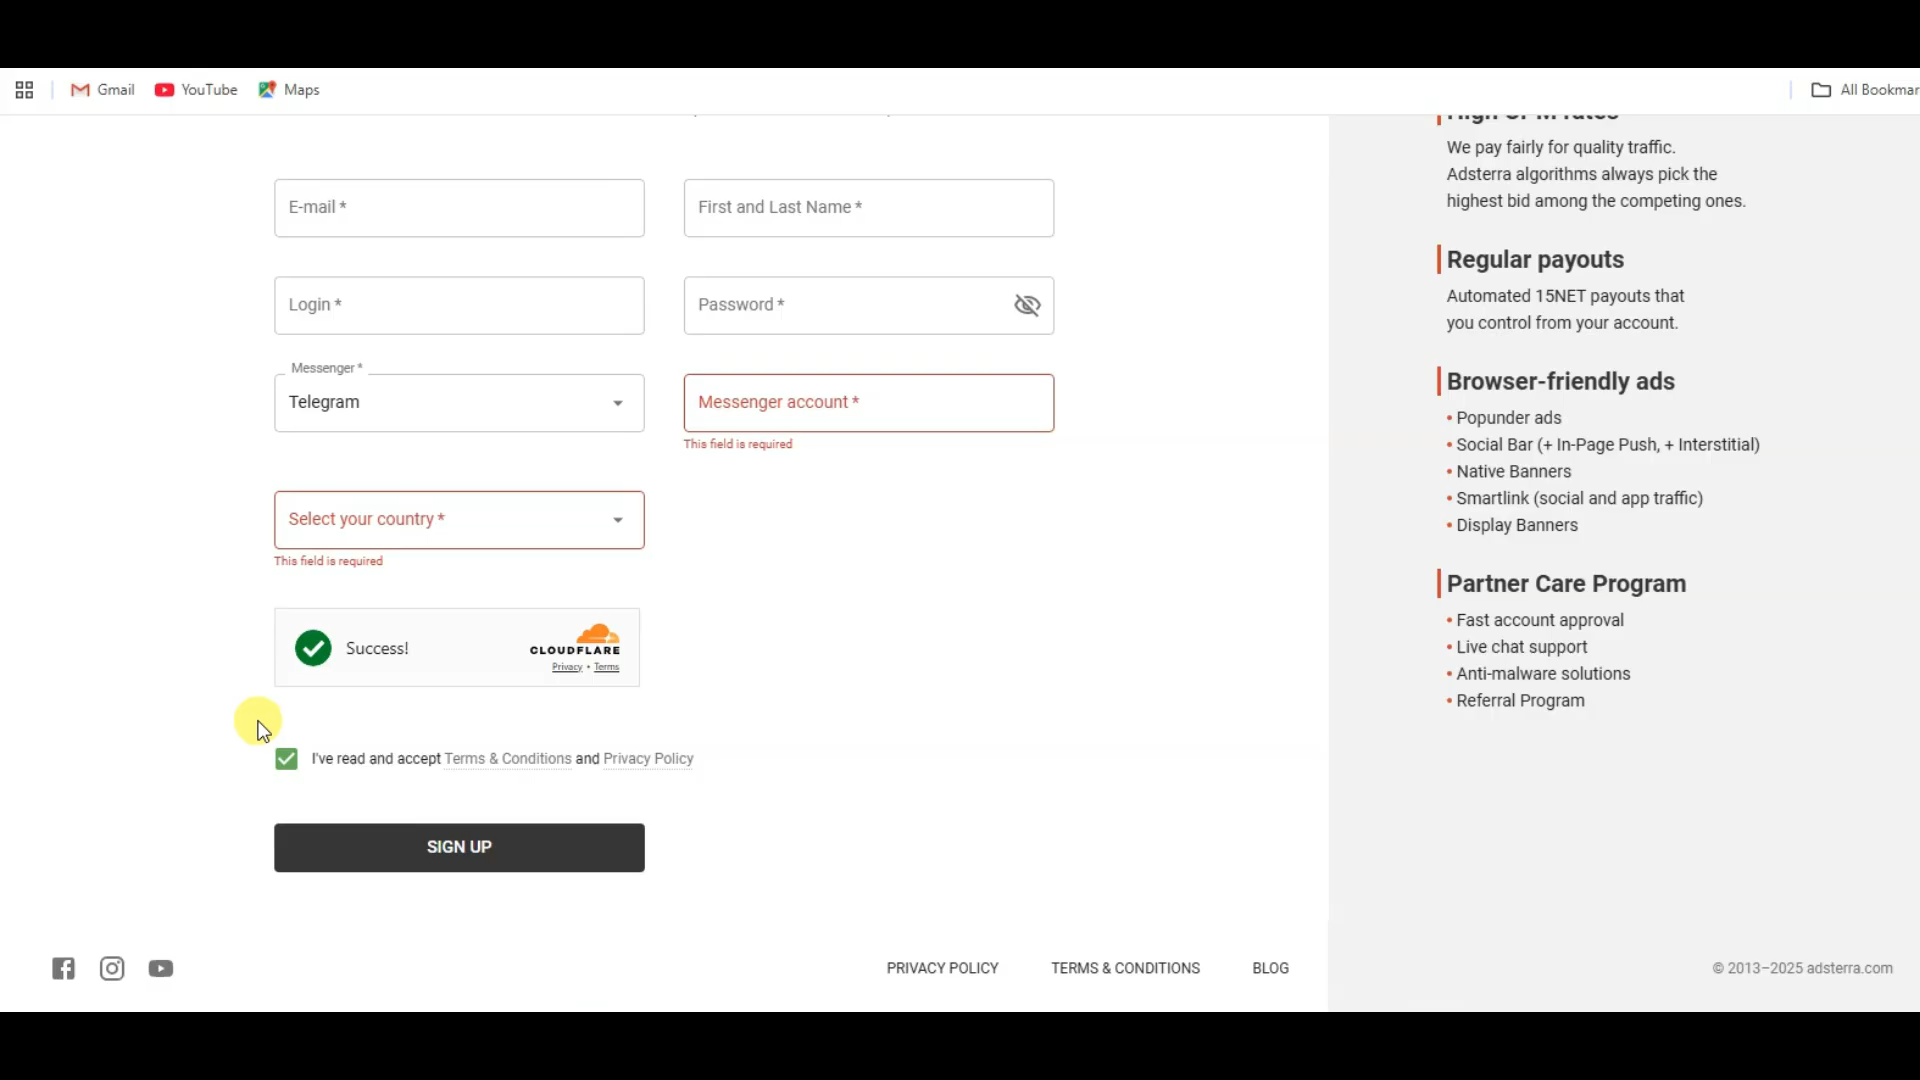 Gmail
YouTube
Maps
All Bookmar
We pay fairly for quality traffic.
Adsterra algorithms always pick the
highest bid among the competing ones.
E-mail *
First and Last Name *
Login *
Password *
Regular payouts
Automated 15NET payouts that
you control from your account.
Messenger *
Telegram
Messenger account *
This field is required
Browser-friendly ads
• Popunder ads
• Social Bar (+ In-Page Push, + Interstitial)
• Native Banners
• Smartlink (social and app traffic)
• Display Banners
Select your country *
This field is required
Partner Care Program
• Fast account approval
• Live chat support
• Anti-malware solutions
• Referral Program
Success!
CLOUDFLARE
Privacy • Terms
I've read and accept Terms & Conditions and Privacy Policy
SIGN UP
PRIVACY POLICY
TERMS & CONDITIONS
BLOG
© 2013–2025 adsterra.com